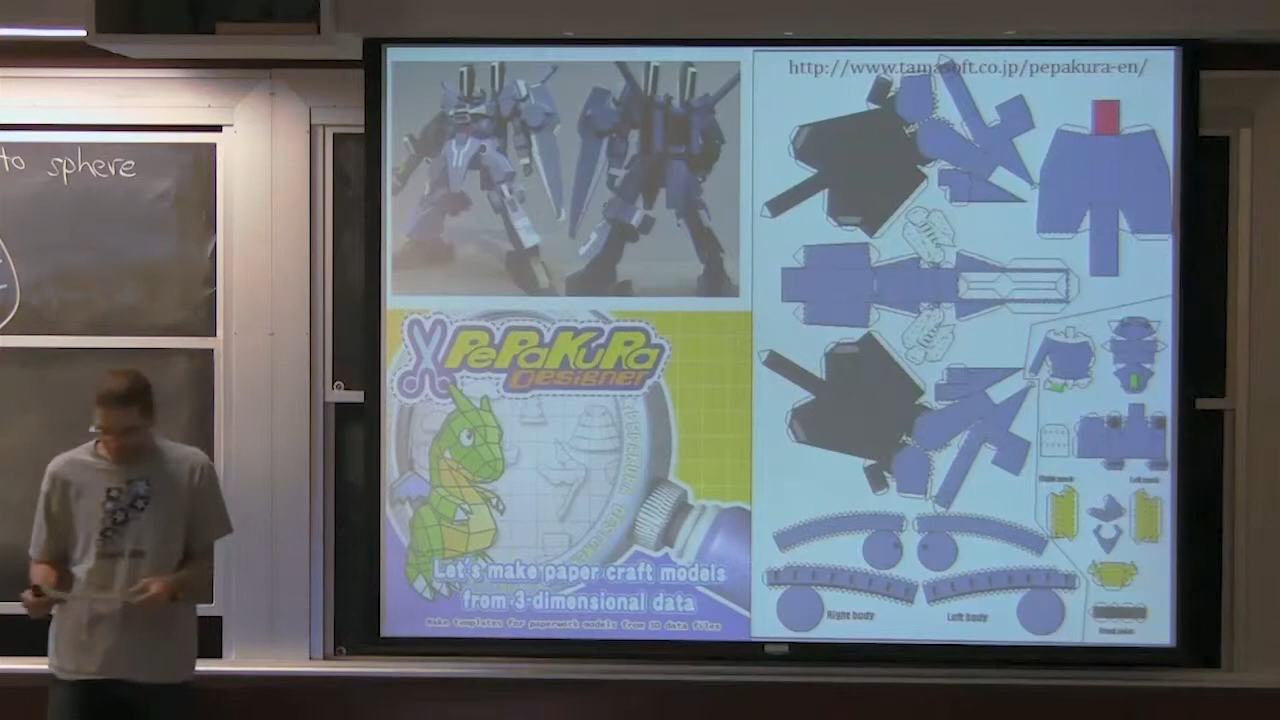 to sphere
http://www.tamasoft.co.jp/pepakura-en/
PePaKuRa
Designer
Let's make paper craft models
from 3-dimensional data
Make templates for paperwork models from 3D data files
Right body
Left body